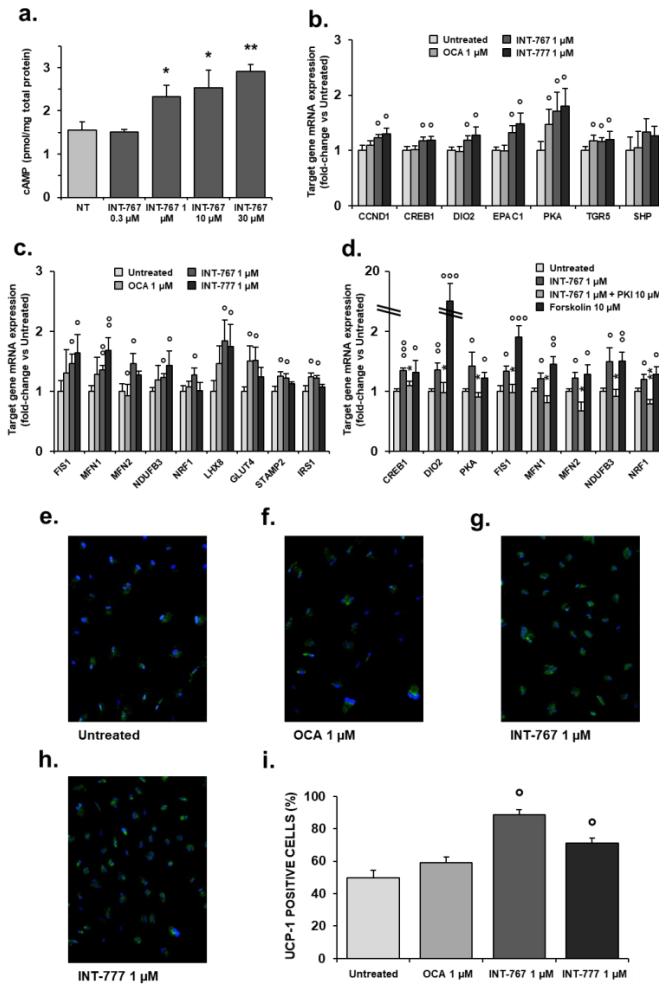 a.
cAMP (pmol/mg total protein)
4
3
2
1
0
*
*
**
NT
INT-767 0.3 µM
INT-767 1 µM
INT-767 10 µM
INT-767 30 µM
b.
Target gene mRNA expression
(fold-change vs Untreated)
3
2
1
0
Untreated
OCA 1 µM
INT-767 1 µM
INT-777 1 µM
CCND1
CREB1
DIO2
EPAC1
PKA
TGR5
SHP
c.
Target gene mRNA expression
(fold-change vs Untreated)
3
2
1
0
Untreated
OCA 1 µM
INT-767 1 µM
INT-777 1 µM
FIS1
MFN1
MFN2
NDUFB3
NRF1
LHX8
GLUT4
STAMP2
IRS1
d.
Target gene mRNA expression
(fold-change vs Untreated)
20
2
1
0
Untreated
INT-767 1 µM
INT-767 1 µM + PKI 10 µM
Forskolin 10 µM
CREB1
DIO2
PKA
FIS1
MFN1
MFN2
NDUFB3
NRF1
e.
Untreated
f.
OCA 1 µM
g.
INT-767 1 µM
h.
INT-777 1 µM
i.
UCP-1 POSITIVE CELLS (%)
100
80
60
40
20
0
Untreated
OCA 1 µM
INT-767 1 µM
INT-777 1 µM